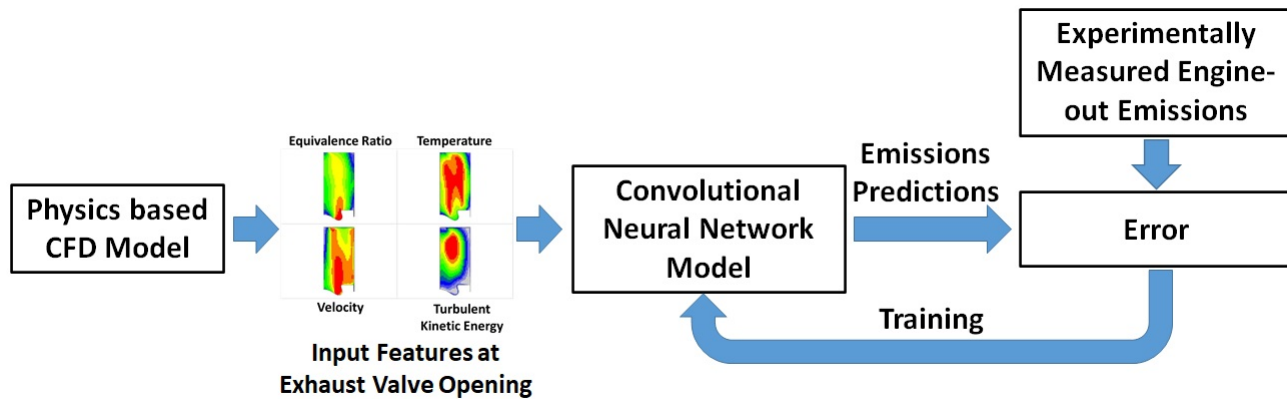 Physics based
CFD Model
Equivalence Ratio
Temperature
Velocity
Turbulent
Kinetic Energy
Input Features at
Exhaust Valve Opening
Convolutional
Neural Network
Model
Emissions
Predictions
Experimentally
Measured Engine-
out Emissions
Error
Training